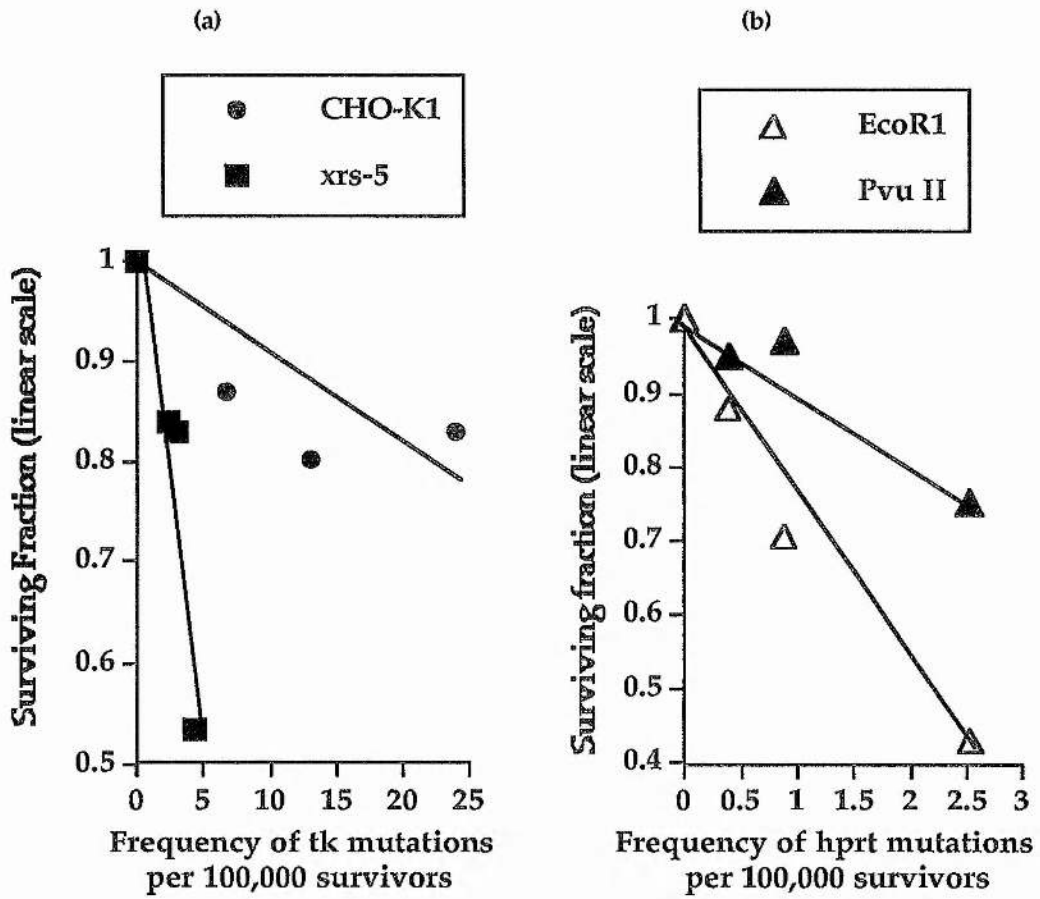 (a)
CHO-K1
xrs-5
Surviving Fraction (linear scale)
1
0.9
0.8
0.7
0.6
0.5
0
5
10
15
20
25
Frequency of tk mutations
per 100,000 survivors
(b)
EcoR1
Pvu II
Surviving fraction (linear scale)
1
0.9
0.8
0.7
0.6
0.5
0.4
0
0.5
1
1.5
2
2.5
3
Frequency of hprt mutations
per 100,000 survivors